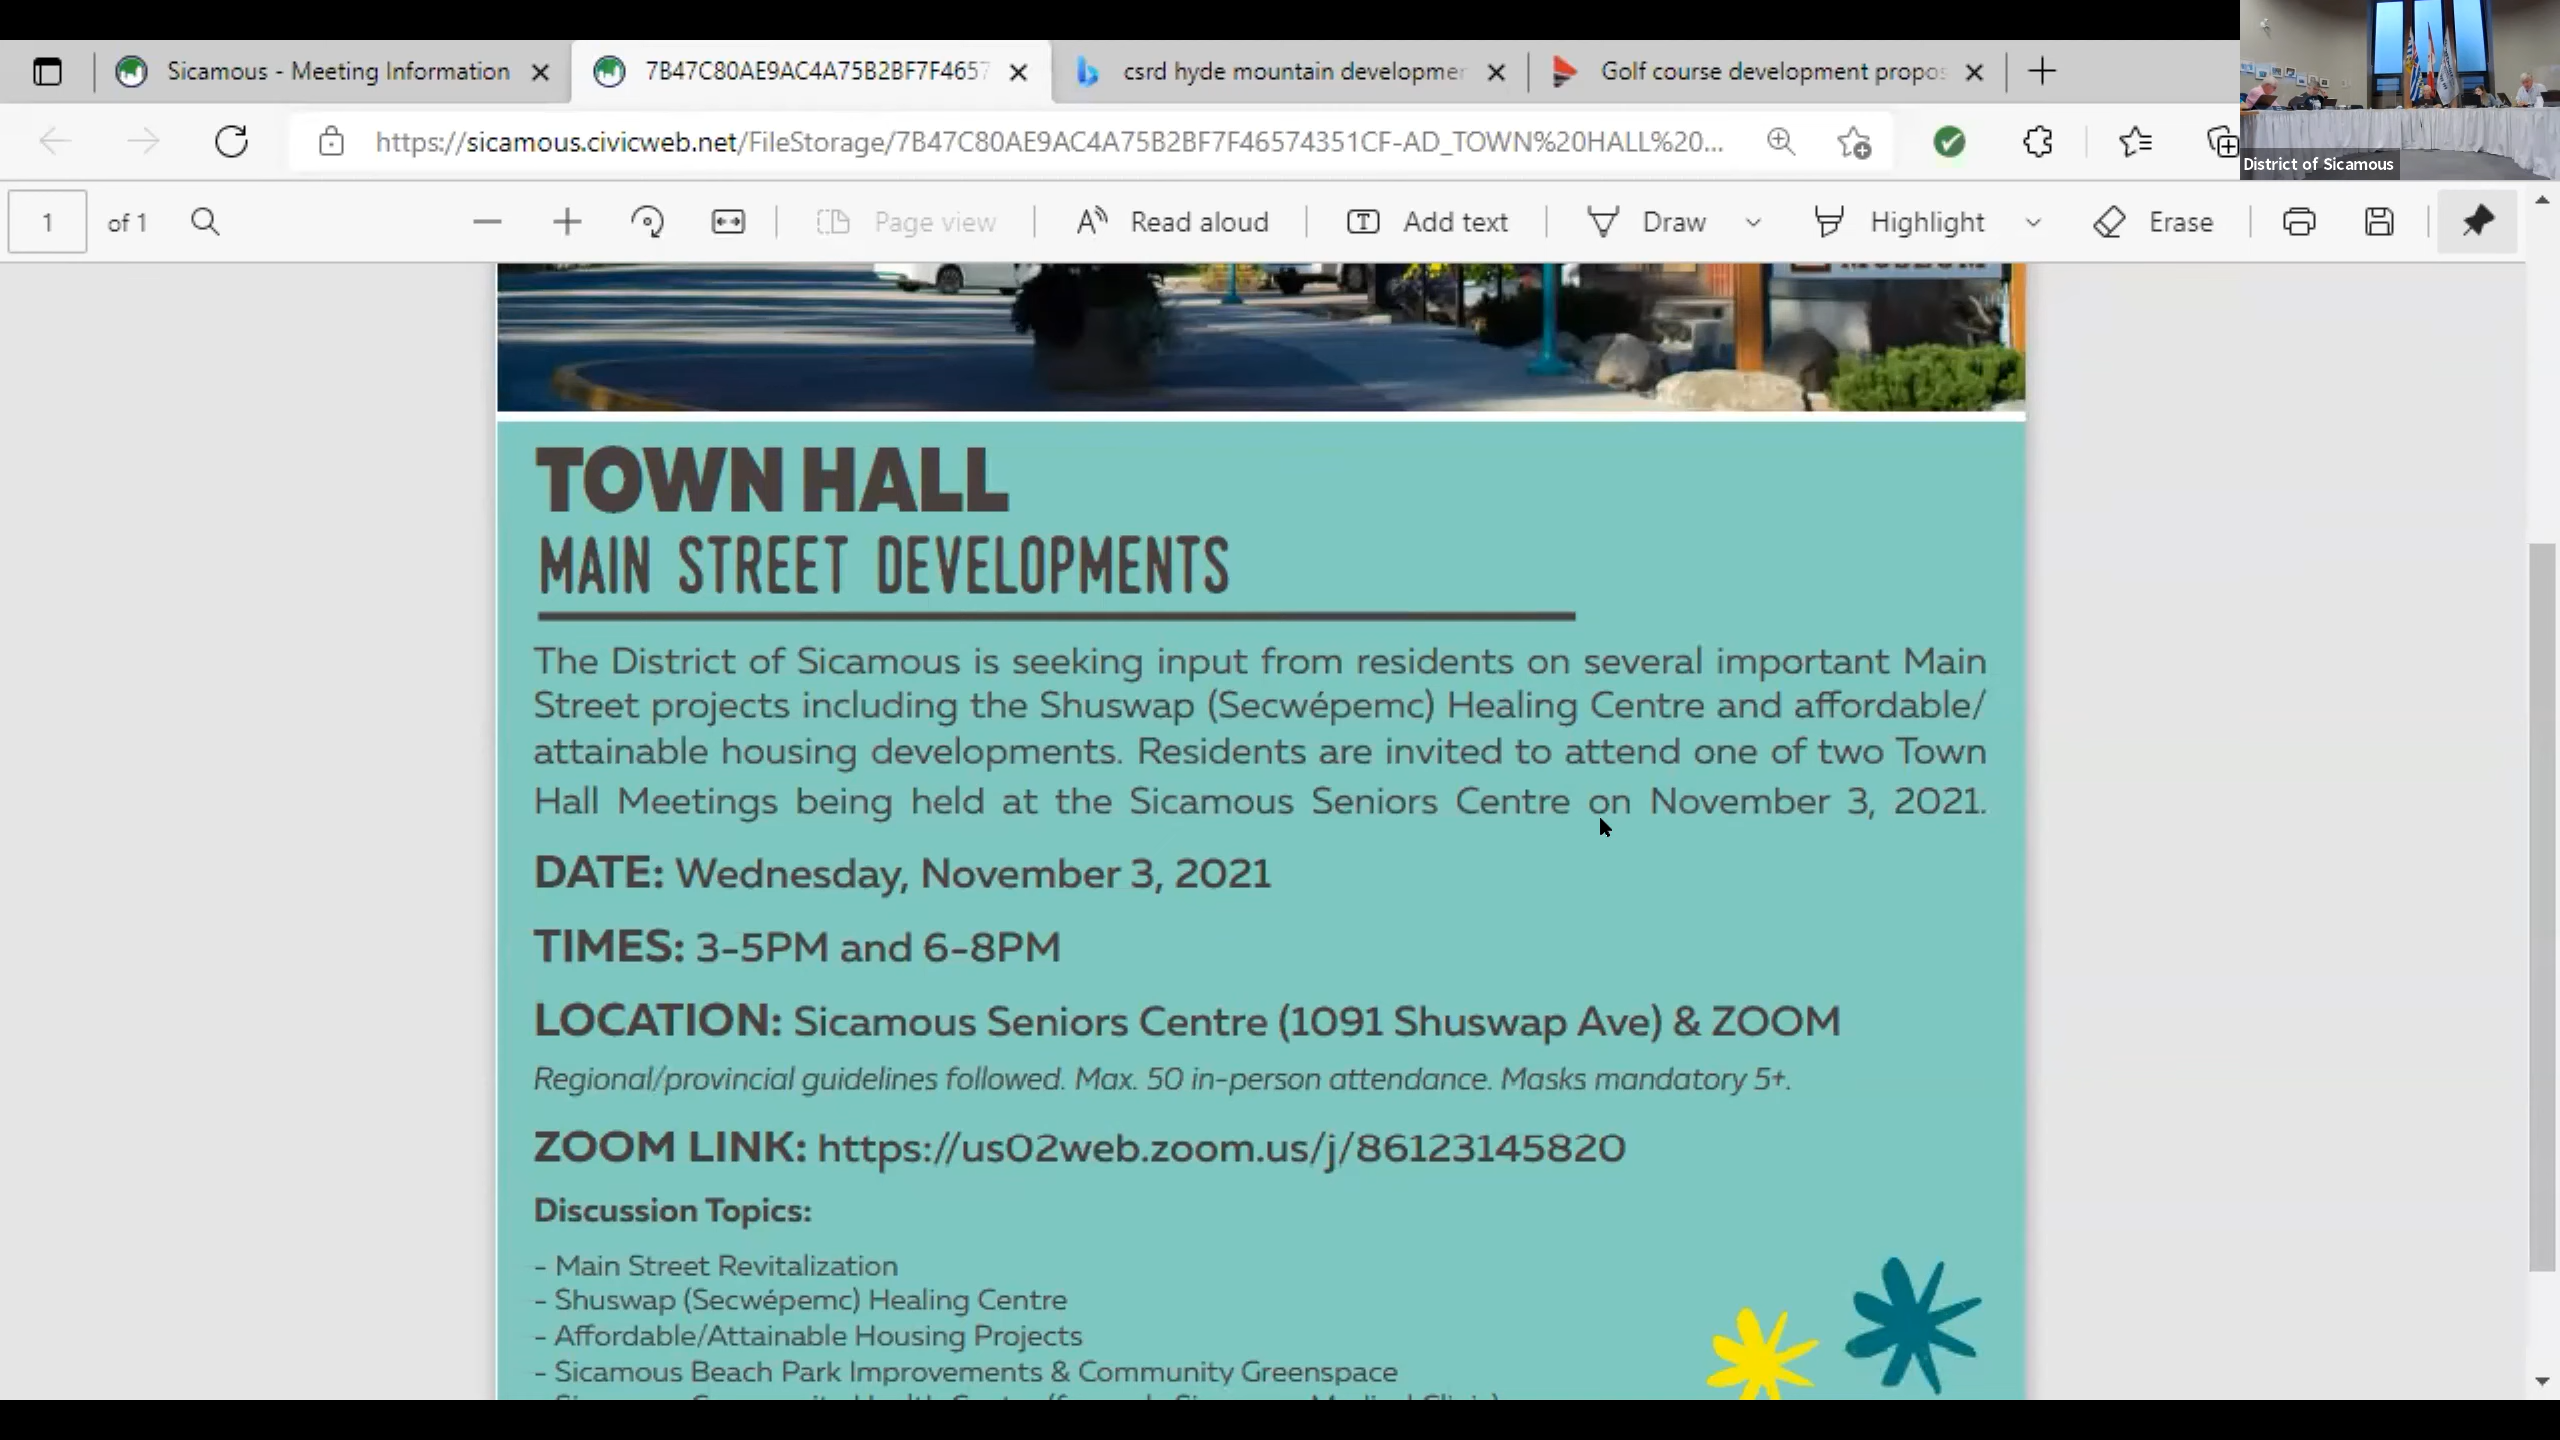 Sicamous - Meeting Information
7B47C80AE9AC4A75B2BF7F4657
csrd hyde mountain developmer
Golf course development propos
https://sicamous.civicweb.net/FileStorage/7B47C80AE9AC4A75B2BF7F46574351CF-AD_TOWN%20HALL%20...
District of Sicamous
1 of 1
Page view
Read aloud
Add text
Draw
Highlight
Erase
MUSEUM
TOWN HALL
MAIN STREET DEVELOPMENTS
The District of Sicamous is seeking input from residents on several important Main
Street projects including the Shuswap (Secwépemc) Healing Centre and affordable/
attainable housing developments. Residents are invited to attend one of two Town
Hall Meetings being held at the Sicamous Seniors Centre on November 3, 2021.
DATE: Wednesday, November 3, 2021
TIMES: 3-5PM and 6-8PM
LOCATION: Sicamous Seniors Centre (1091 Shuswap Ave) & ZOOM
Regional/provincial guidelines followed. Max. 50 in-person attendance. Masks mandatory 5+.
ZOOM LINK: https://us02web.zoom.us/j/86123145820
Discussion Topics:
- Main Street Revitalization
- Shuswap (Secwépemc) Healing Centre
- Affordable/Attainable Housing Projects
- Sicamous Beach Park Improvements & Community Greenspace